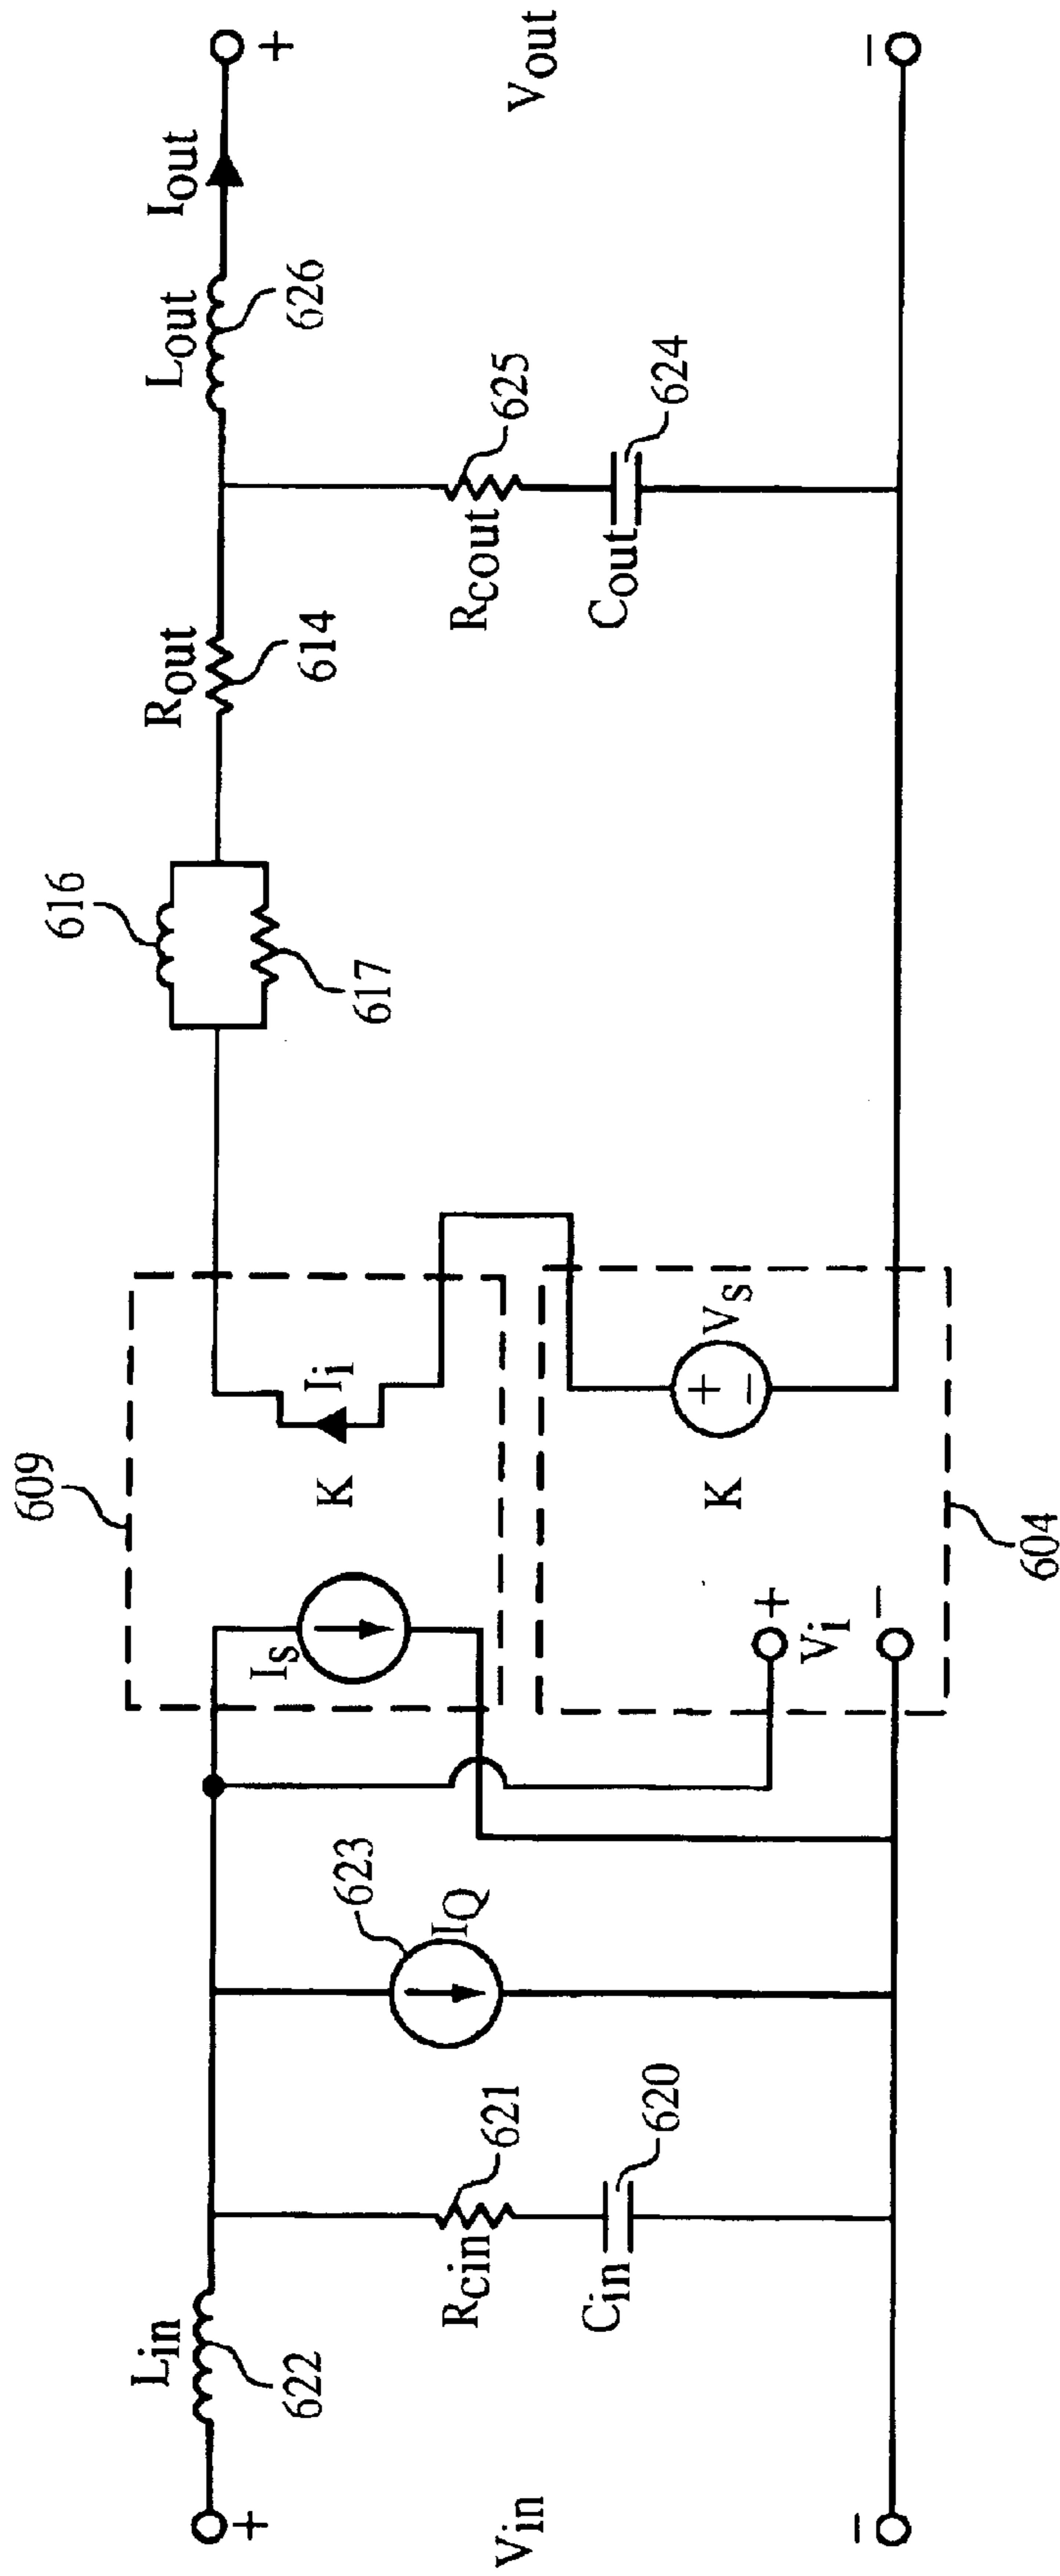 609
616
Lin
622
+
Vin
−
Rcin
621
Cin
620
623
IQ
Is
K
Ii
+
Vi
−
K
+
−
Vs
604
617
Rout
614
Lout
626
Iout
+
Rcout
625
Cout
624
Vout
−